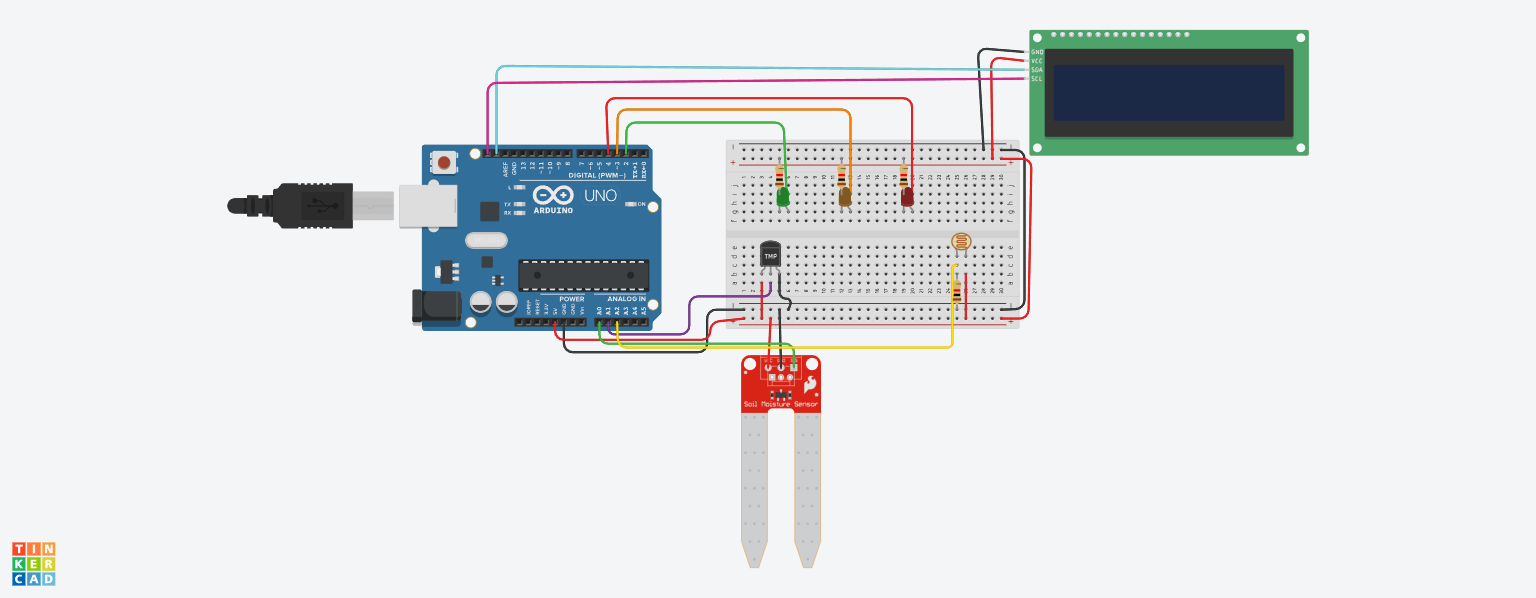 GND
VCC
SDA
SCL
AREF
GND
13
12
~11
~10
~9
8
7
~6
~5
4
~3
2
TX→1
RX←0
DIGITAL (PWM~)
L
TX
RX
ARDUINO
UNO
ON
POWER
ANALOG IN
IOREF
RESET
3.3V
5V
GND
GND
Vin
A0
A1
A2
A3
A4
A5
TMP
Soil Moisture Sensor
TIN
KER
CAD